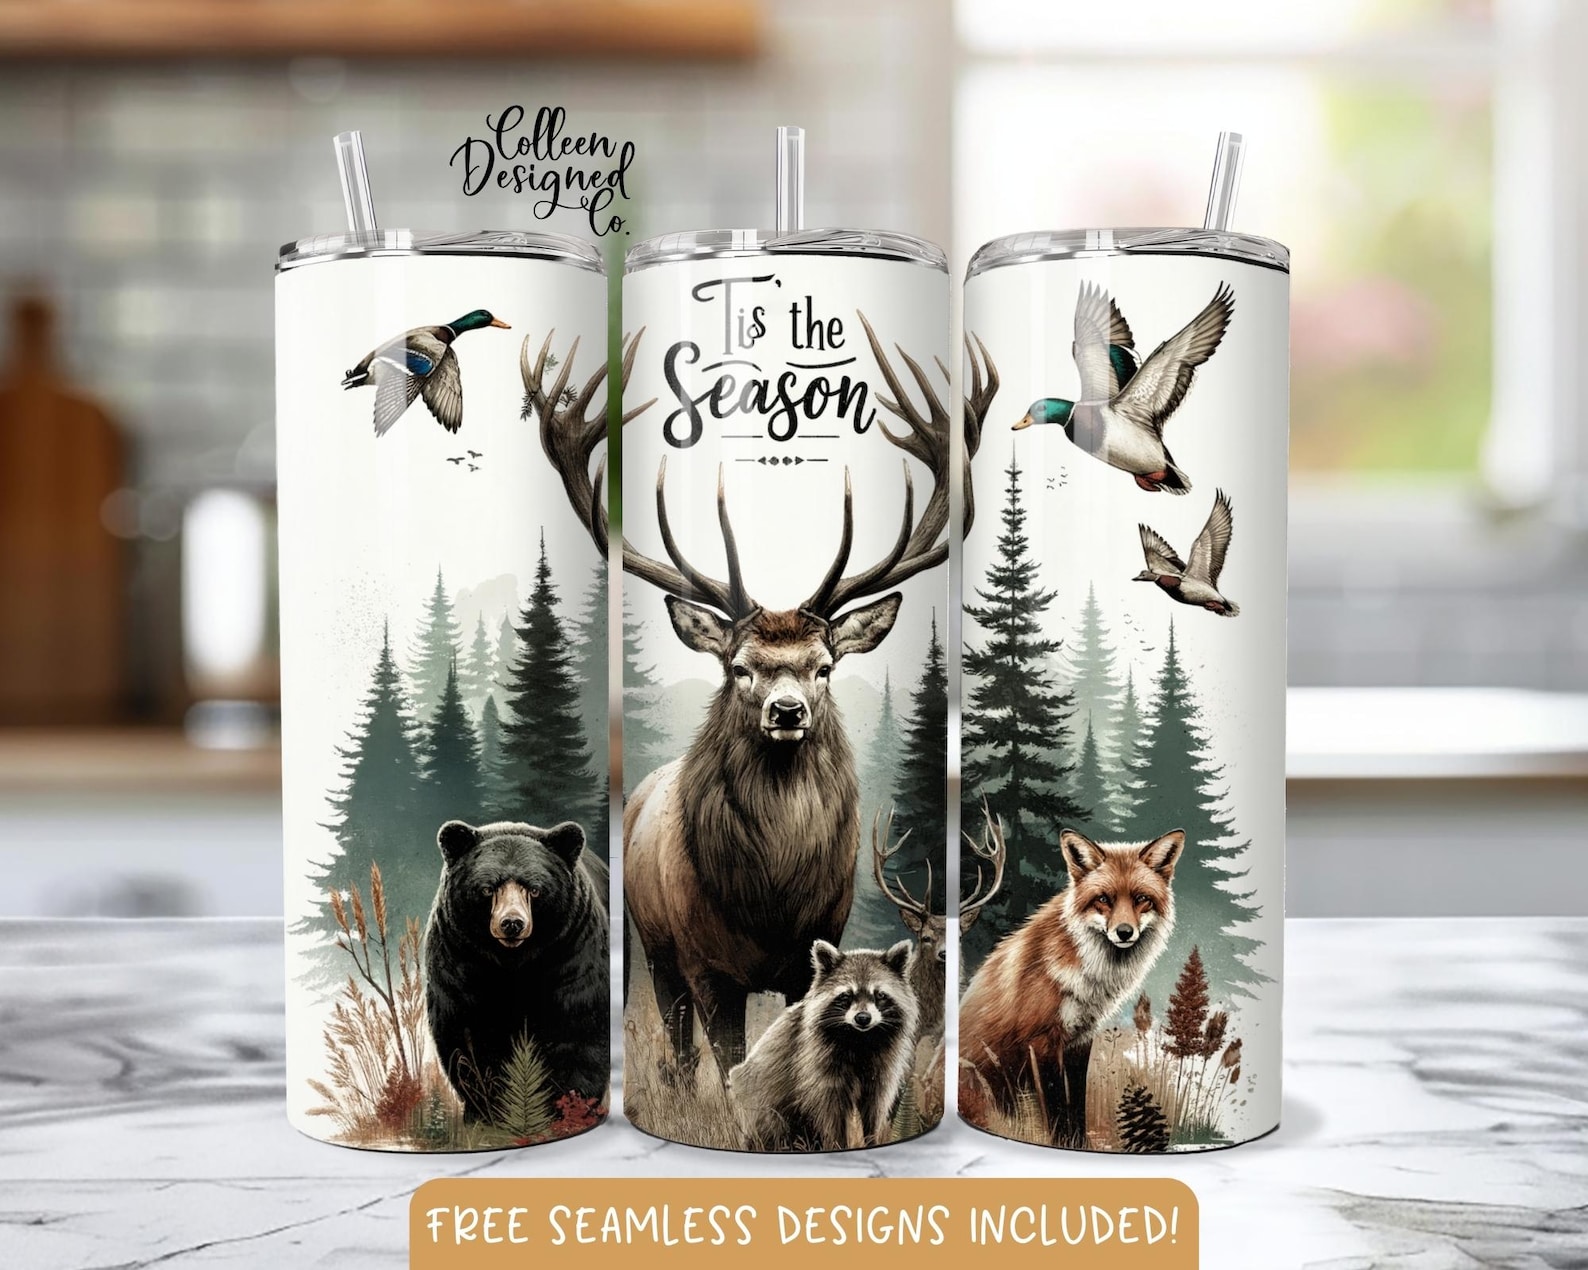 Colleen
Designed
Co.
Tis' the
Season
FREE SEAMLESS DESIGNS INCLUDED!